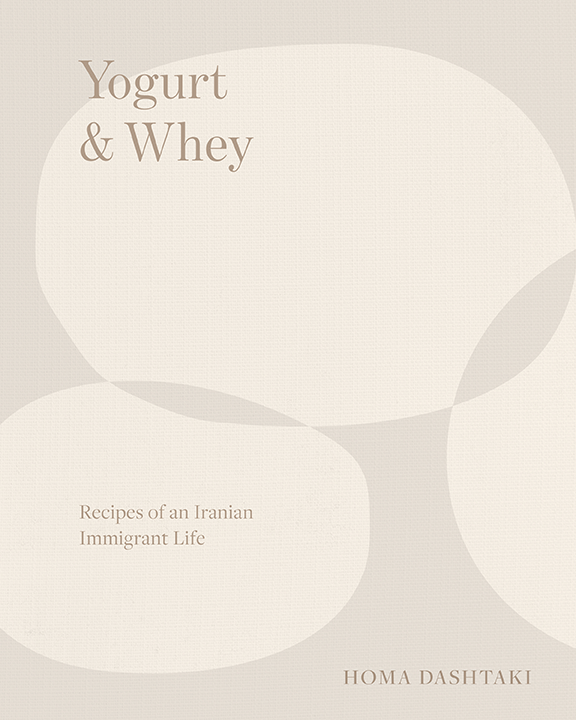 Yogurt
& Whey
Recipes of an Iranian
Immigrant Life
HOMA DASHTAKI